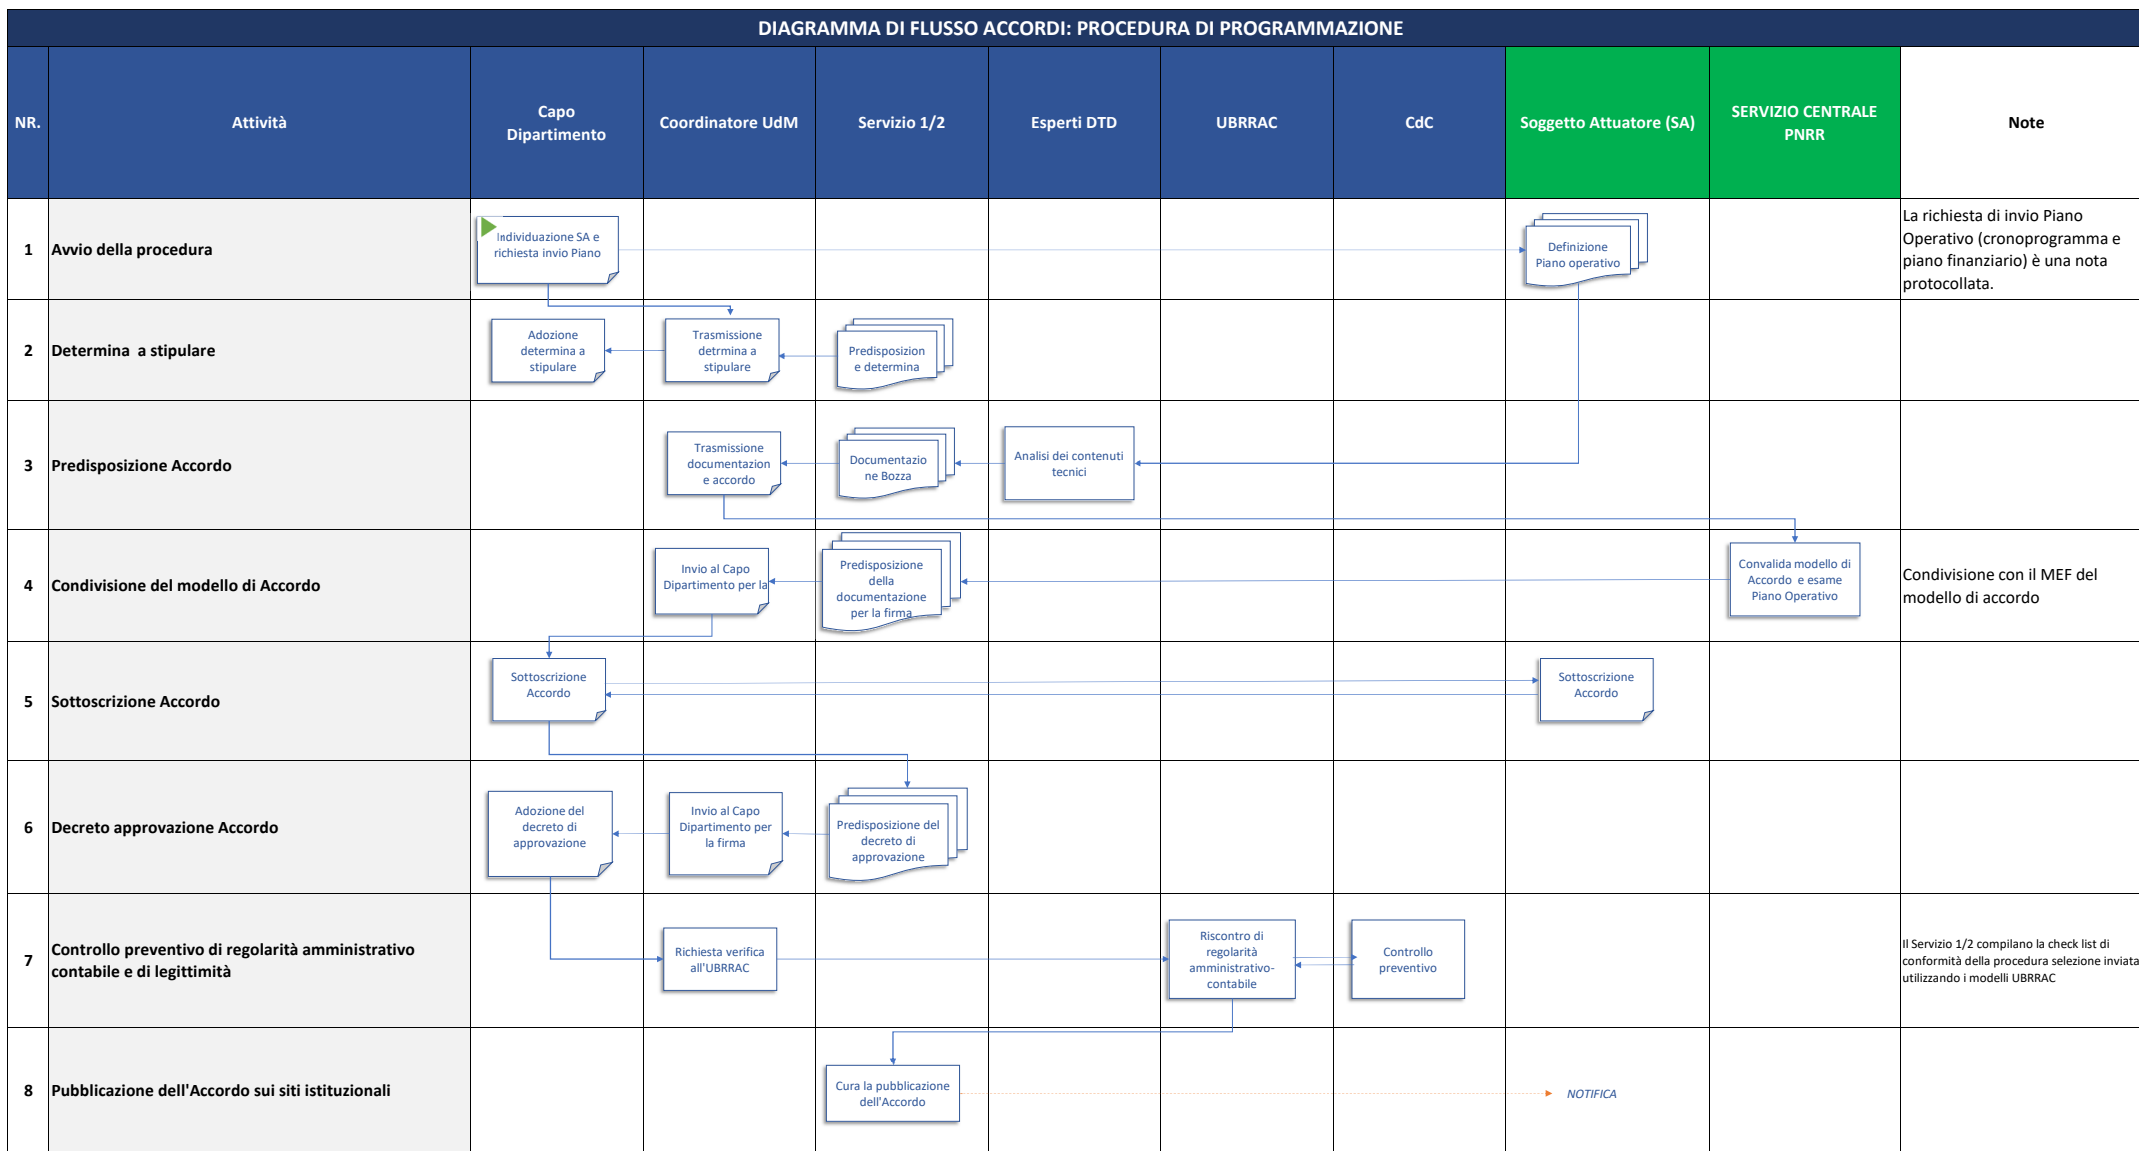 DIAGRAMMA DI FLUSSO ACCORDI: PROCEDURA DI PROGRAMMAZIONE
NR.
Attività
Capo
Dipartimento
Coordinatore UdM
Servizio 1/2
Esperti DTD
UBRRAC
CdC
Soggetto Attuatore (SA)
SERVIZIO CENTRALE
PNRR
Note
1
Avvio della procedura
Individuazione SA e
richiesta invio Piano
Definizione
Piano operativo
La richiesta di invio Piano
Operativo (cronoprogramma e
piano finanziario) è una nota
protocollata.
2
Determina a stipulare
Adozione
determina a
stipulare
Trasmissione
detrmina a
stipulare
Predisposizion
e determina
3
Predisposizione Accordo
Trasmissione
documentazion
e accordo
Documentazio
ne Bozza
Analisi dei contenuti
tecnici
4
Condivisione del modello di Accordo
Invio al Capo
Dipartimento per la
Predisposizione
della
documentazione
per la firma
Convalida modello di
Accordo e esame
Piano Operativo
Condivisione con il MEF del
modello di accordo
5
Sottoscrizione Accordo
Sottoscrizione
Accordo
Sottoscrizione
Accordo
6
Decreto approvazione Accordo
Adozione del
decreto di
approvazione
Invio al Capo
Dipartimento per
la firma
Predisposizione del
decreto di
approvazione
7
Controllo preventivo di regolarità amministrativo
contabile e di legittimità
Richiesta verifica
all'UBRRAC
Riscontro di
regolarità
amministrativo-
contabile
Controllo
preventivo
Il Servizio 1/2 compilano la check list di
conformità della procedura selezione inviata
utilizzando i modelli UBRRAC
8
Pubblicazione dell'Accordo sui siti istituzionali
Cura la pubblicazione
dell'Accordo
NOTIFICA